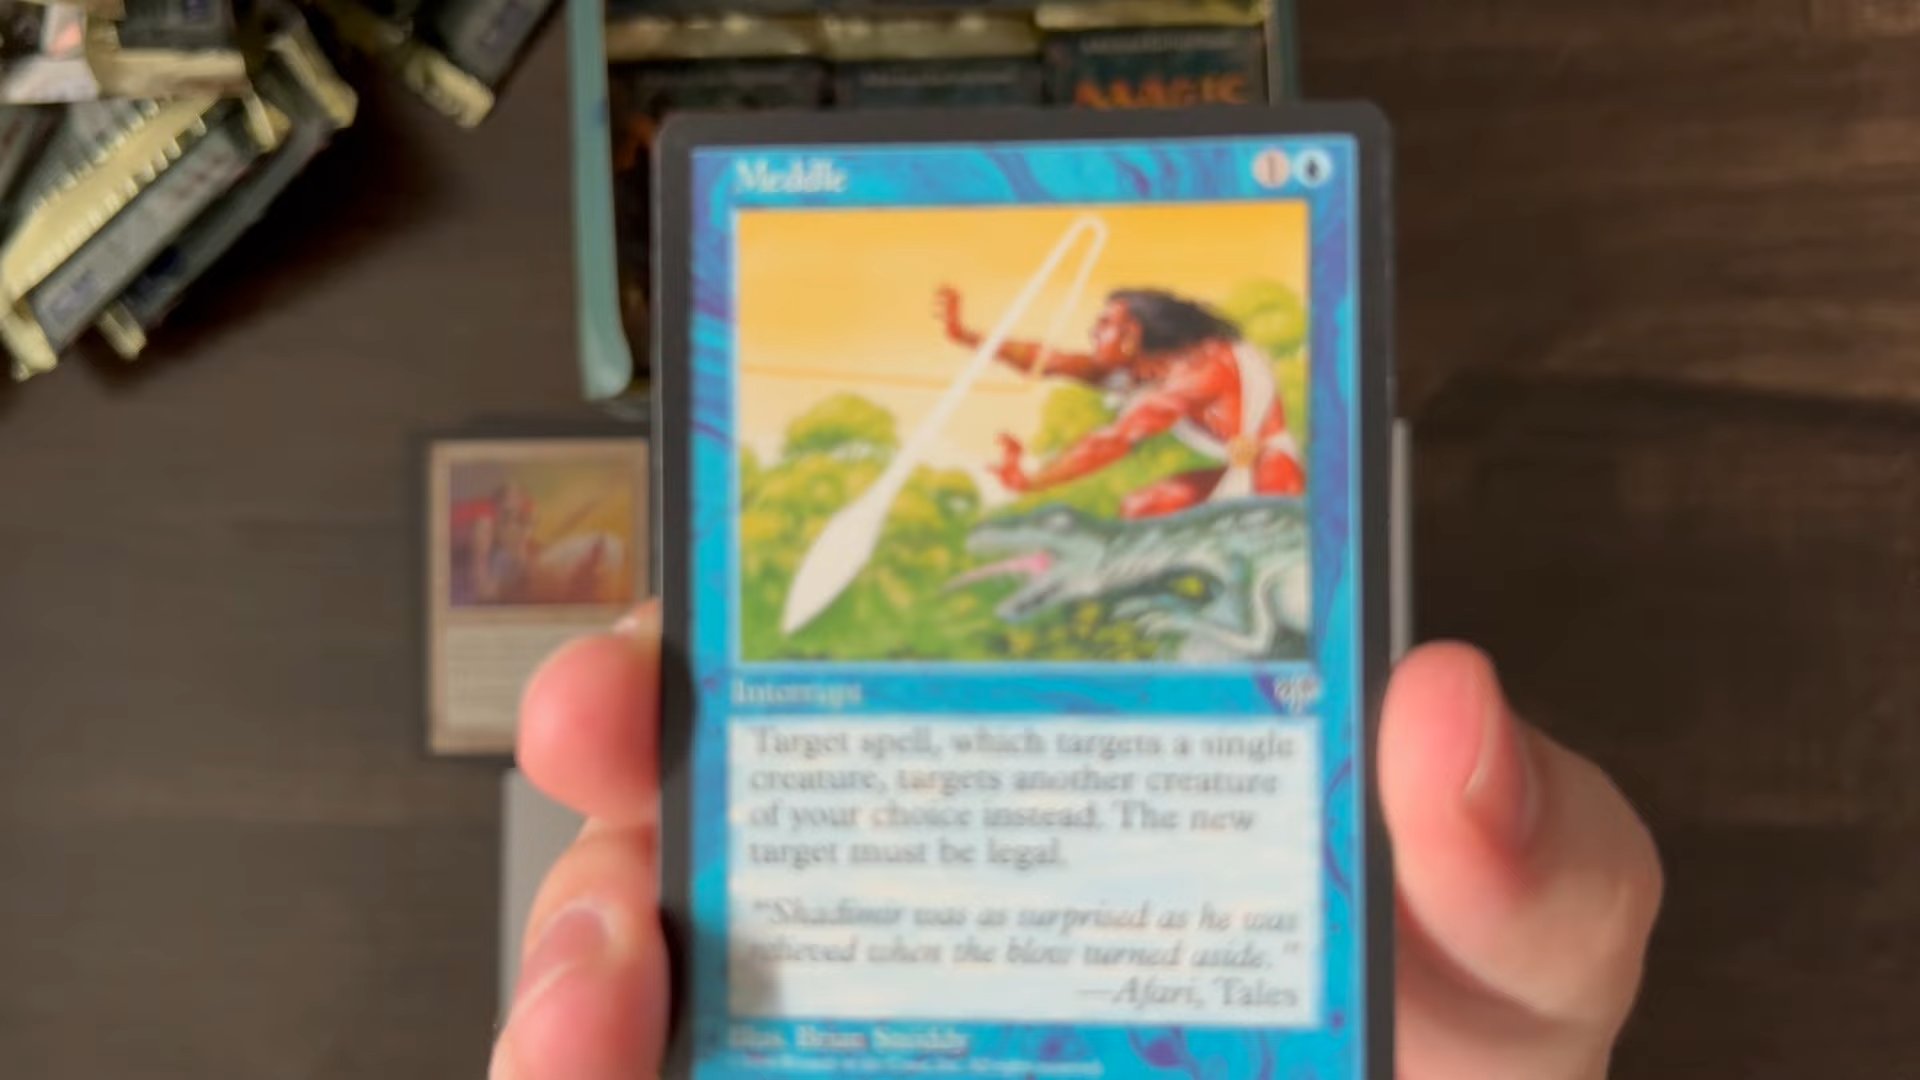 MAGIC
Meddle
1
Interrupt
Target spell, which targets a single
creature, targets another creature
of your choice instead. The new
target must be legal.
"Shadimir was as surprised as he was
relieved when the blow turned aside."
—Afari, Tales
Illus. Brian Snoddy